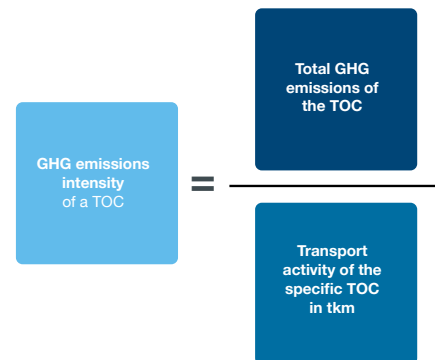 GHG emissions
intensity
of a TOC
=
Total GHG
emissions of
the TOC
Transport
activity of the
specific TOC
in tkm